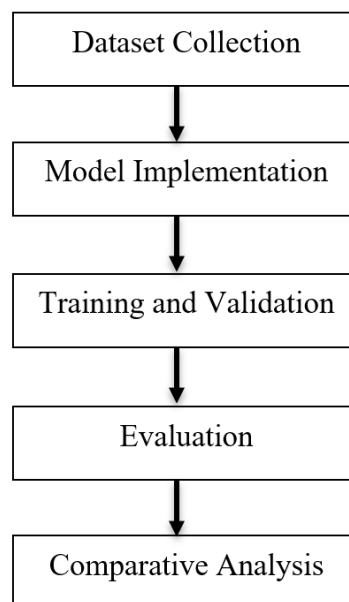 Dataset Collection
Model Implementation
Training and Validation
Evaluation
Comparative Analysis